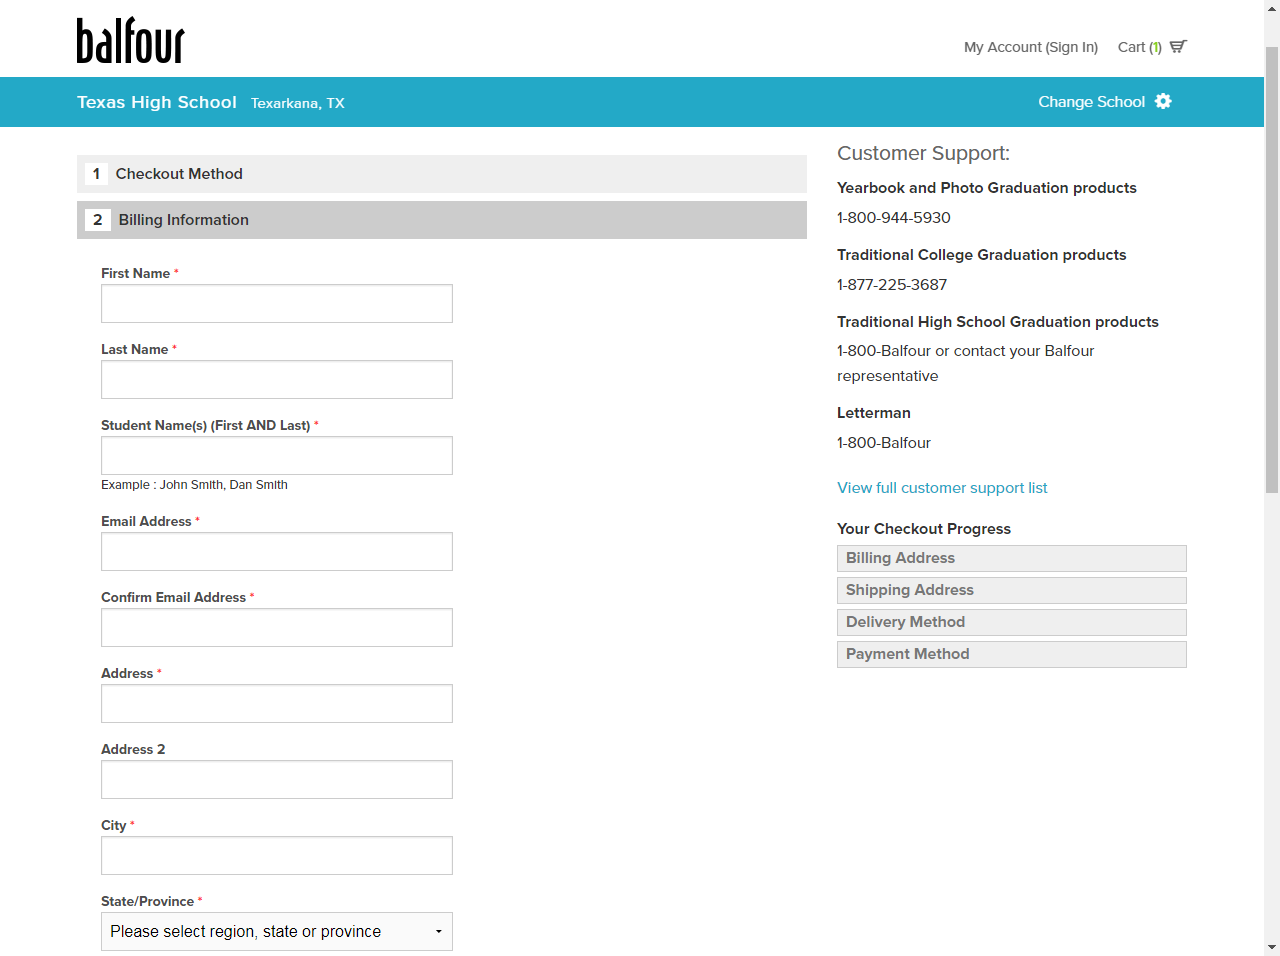 balfour
My Account (Sign In) Cart (1)
Texas High School Texarkana, TX Change School
1 Checkout Method
2 Billing Information
First Name *
Last Name *
Student Name(s) (First AND Last) *
Example : John Smith, Dan Smith
Email Address *
Confirm Email Address *
Address *
Address 2
City *
State/Province *
Please select region, state or province
Customer Support:
Yearbook and Photo Graduation products
1-800-944-5930
Traditional College Graduation products
1-877-225-3687
Traditional High School Graduation products
1-800-Balfour or contact your Balfour
representative
Letterman
1-800-Balfour
View full customer support list
Your Checkout Progress
Billing Address
Shipping Address
Delivery Method
Payment Method